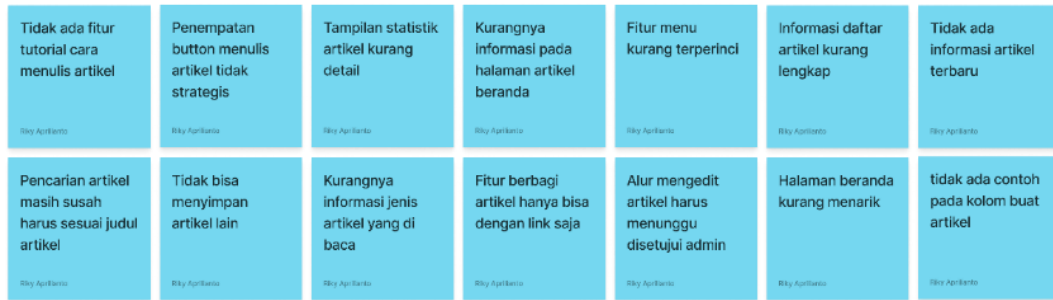 Tidak ada fitur
tutorial cara
menulis artikel
Riky Aprilianto
Penempatan
button menulis
artikel tidak
strategis
Riky Aprilianto
Tampilan statistik
artikel kurang
detail
Riky Aprilianto
Kurangnya
informasi pada
halaman artikel
beranda
Riky Aprilianto
Fitur menu
kurang terperinci
Riky Aprilianto
Informasi daftar
artikel kurang
lengkap
Riky Aprilianto
Tidak ada
informasi artikel
terbaru
Riky Aprilianto
Pencarian artikel
masih susah
harus sesuai judul
artikel
Riky Aprilianto
Tidak bisa
menyimpan
artikel lain
Riky Aprilianto
Kurangnya
informasi jenis
artikel yang di
baca
Riky Aprilianto
Fitur berbagi
artikel hanya bisa
dengan link saja
Riky Aprilianto
Alur mengedit
artikel harus
menunggu
disetujui admin
Riky Aprilianto
Halaman beranda
kurang menarik
Riky Aprilianto
tidak ada contoh
pada kolom buat
artikel
Riky Aprilianto